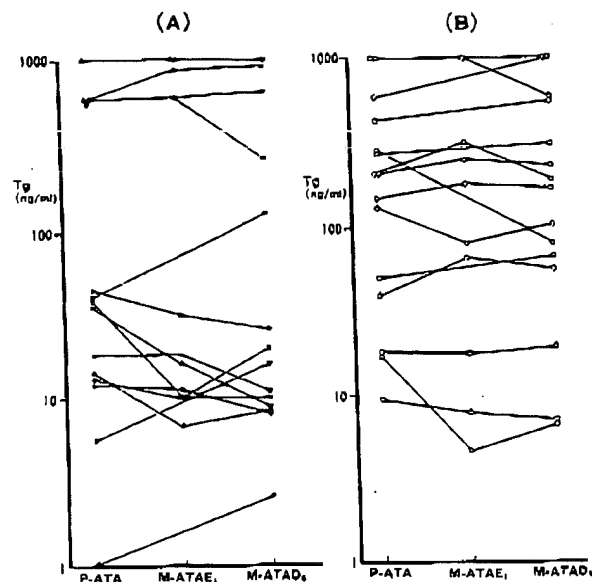 (A)
(B)
1000
Tg
(ng/ml)
100
10
1
P-ATA M-ATAE₁ M-ATAD₆
1000
Tg
(ng/ml)
100
10
1
P-ATA M-ATAE₁